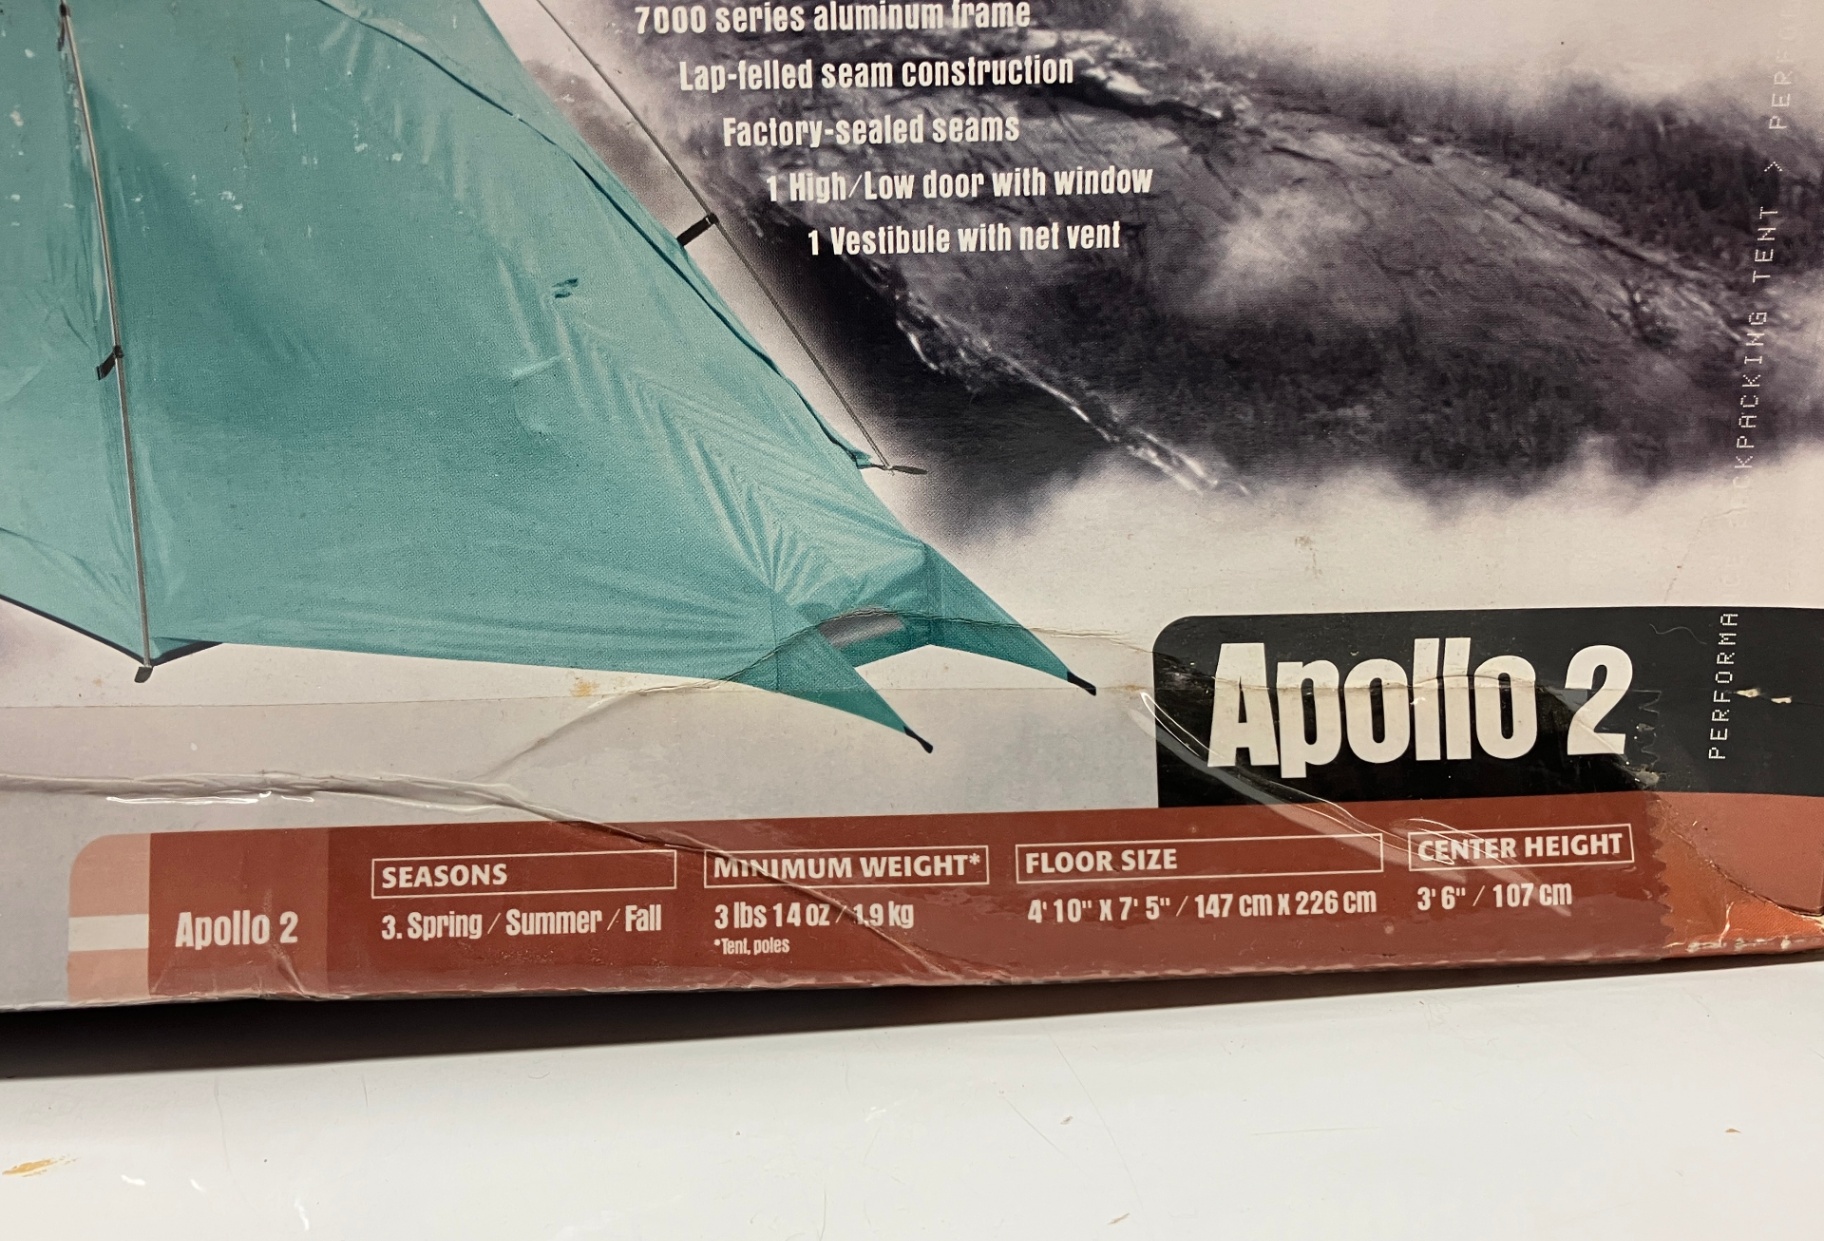 7000 series aluminum frame
Lap-felled seam construction
Factory-sealed seams
1 High/Low door with window
1 Vestibule with net vent
KPACKING TENT > PERF
PERFORMA
Apollo 2
Apollo 2
SEASONS
3. Spring / Summer / Fall
MINIMUM WEIGHT*
3 lbs 14 oz / 1.9 kg
*Tent, poles
FLOOR SIZE
4' 10" X 7' 5" / 147 cm X 226 cm
CENTER HEIGHT
3' 6" / 107 cm